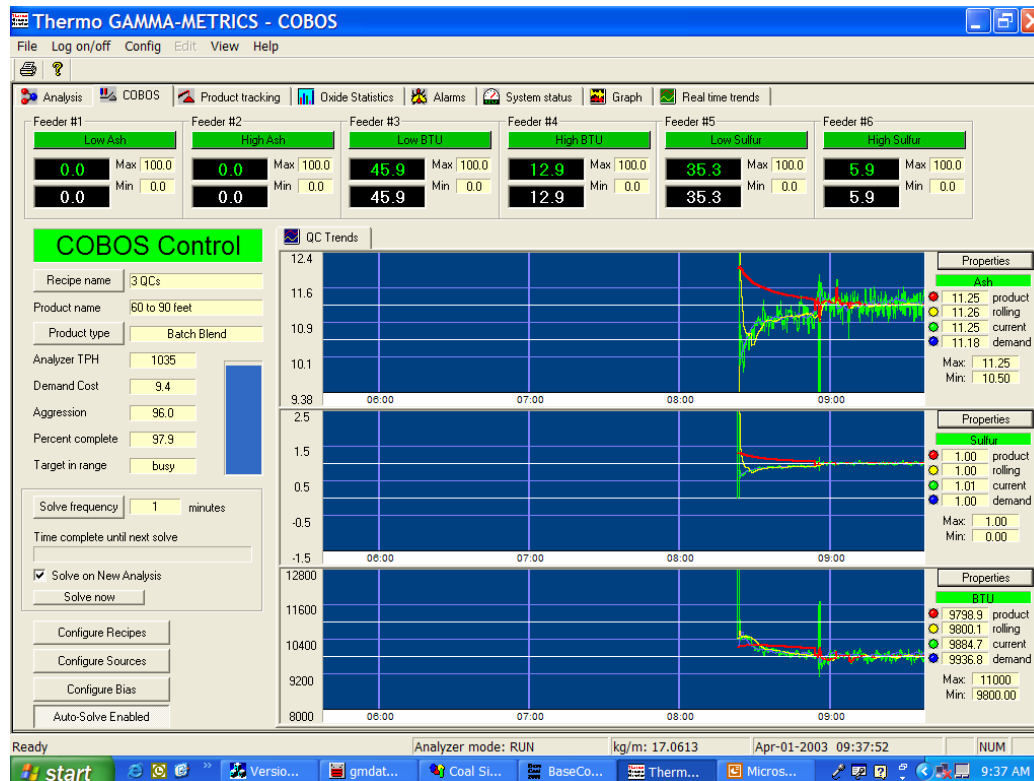 Thermo GAMMA-METRICS - COBOS
File Log on/off Config Edit View Help
Analysis COBOS Product tracking Oxide Statistics Alarms System status Graph Real time trends
Feeder #1 Feeder #2 Feeder #3 Feeder #4 Feeder #5 Feeder #6
Low Ash High Ash Low BTU High BTU Low Sulfur High Sulfur
0.0 Max 100.0 0.0 Max 100.0 45.9 Max 100.0 12.9 Max 100.0 35.3 Max 100.0 5.9 Max 100.0
0.0 Min 0.0 0.0 Min 0.0 45.9 Min 0.0 12.9 Min 0.0 35.3 Min 0.0 5.9 Min 0.0
COBOS Control
Recipe name 3 QCs
Product name 60 to 90 feet
Product type Batch Blend
Analyzer TPH 1035
Demand Cost 9.4
Aggression 96.0
Percent complete 97.9
Target in range busy
Solve frequency 1 minutes
Time complete until next solve
Solve on New Analysis
Solve now
Configure Recipes
Configure Sources
Configure Bias
Auto-Solve Enabled
QC Trends
12.4
11.6
10.9
10.1
9.38
06:00 07:00 08:00 09:00
Properties
Ash
11.25 product
11.26 rolling
11.25 current
11.18 demand
Max: 11.25
Min: 10.50
2.5
1.5
0.5
-0.5
-1.5
06:00 07:00 08:00 09:00
Properties
Sulfur
1.00 product
1.00 rolling
1.01 current
1.00 demand
Max: 1.00
Min: 0.00
12800
11600
10400
9200
8000
06:00 07:00 08:00 09:00
Properties
BTU
9798.9 product
9800.1 rolling
9884.7 current
9936.8 demand
Max: 11000
Min: 9800.00
Ready Analyzer mode: RUN kg/m: 17.0613 Apr-01-2003 09:37:52 NUM
start Versio... gmdat... Coal Si... BaseCo... Therm... Micros... 9:37 AM